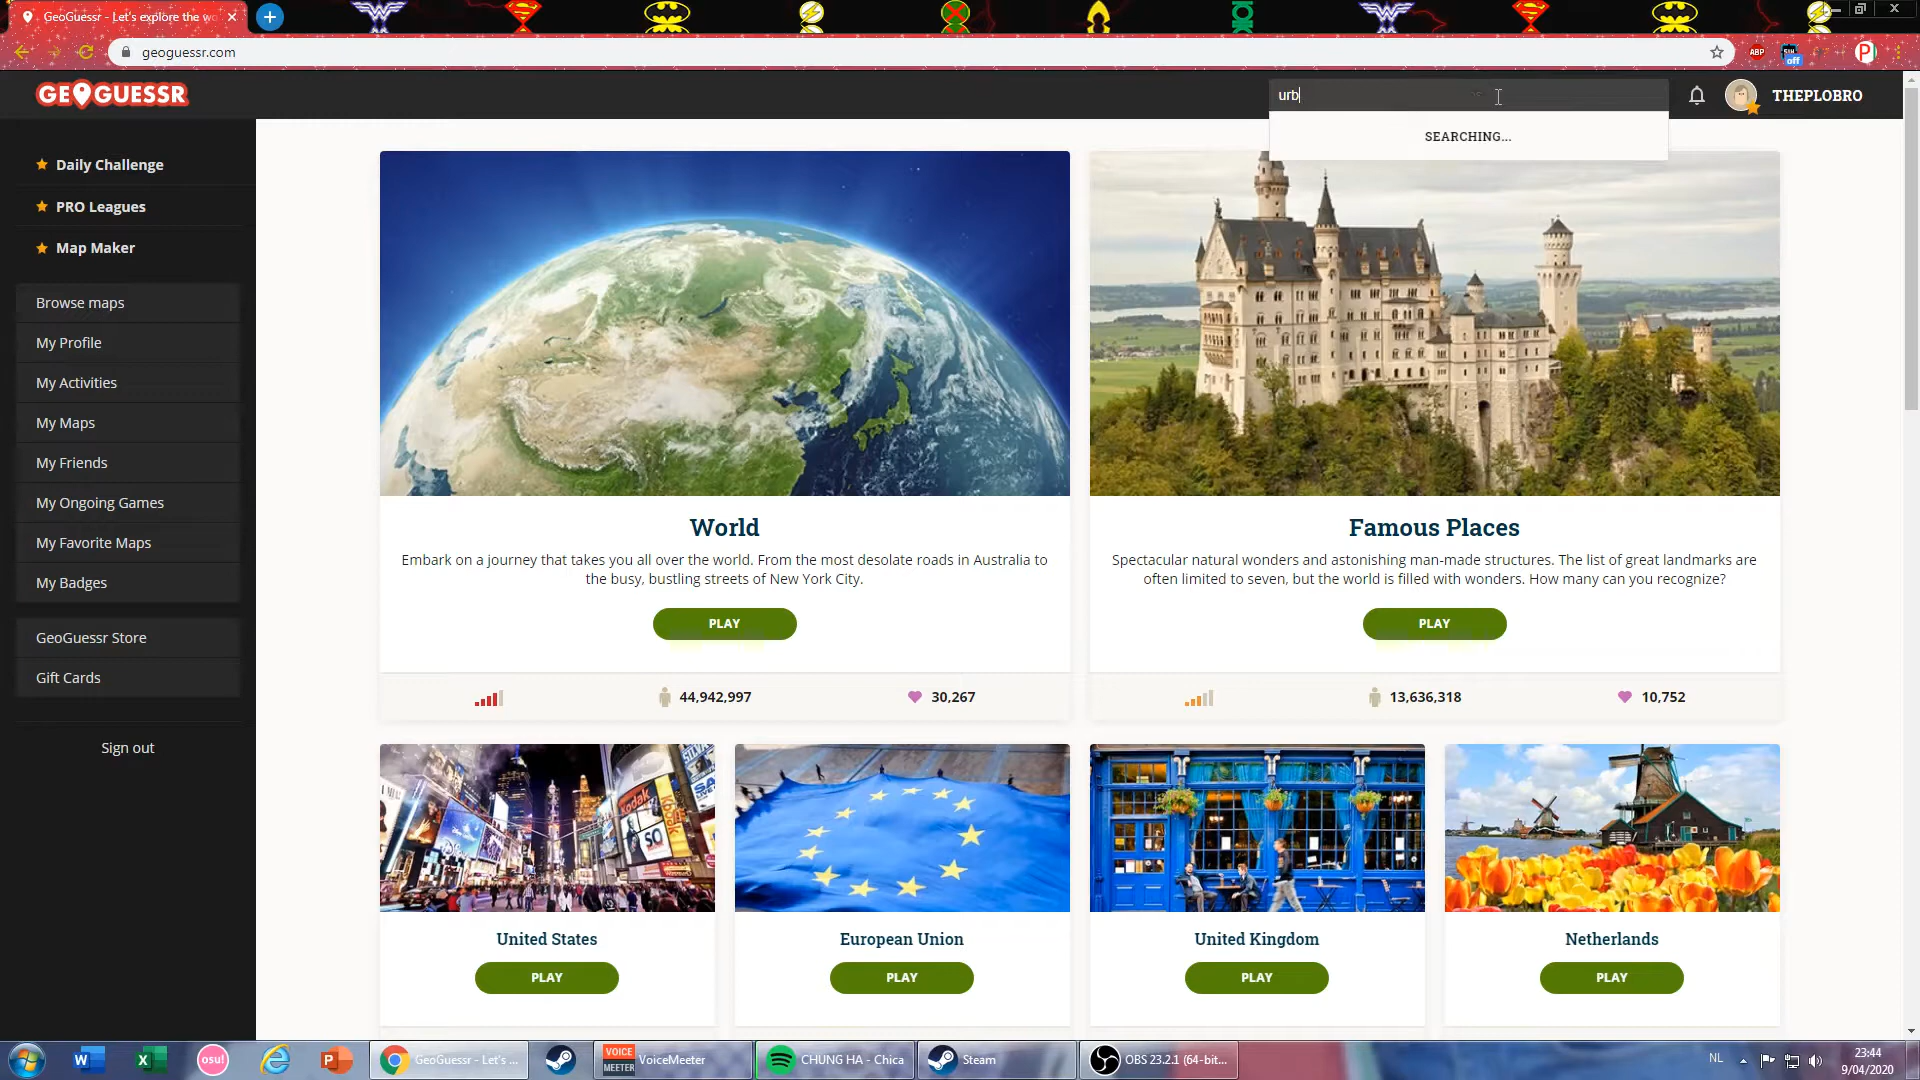 GeoGuessr - Let's explore the wo
geoguessr.com
ABP
off
P
GEOGUESSR
urb
THEPLOBRO
SEARCHING...
Daily Challenge
PRO Leagues
Map Maker
Browse maps
My Profile
My Activities
My Maps
My Friends
My Ongoing Games
My Favorite Maps
My Badges
GeoGuessr Store
Gift Cards
Sign out
World
Embark on a journey that takes you all over the world. From the most desolate roads in Australia to
the busy, bustling streets of New York City.
PLAY
44,942,997
30,267
Famous Places
Spectacular natural wonders and astonishing man-made structures. The list of great landmarks are
often limited to seven, but the world is filled with wonders. How many can you recognize?
PLAY
13,636,318
10,752
Kodak
SO
United States
PLAY
European Union
PLAY
United Kingdom
PLAY
Netherlands
PLAY
W
X
osu!
P
GeoGuessr - Let's ...
VOICE
MEETER
VoiceMeeter
CHUNG HA - Chica
Steam
OBS 23.2.1 (64-bit...
NL
23:44
9/04/2020